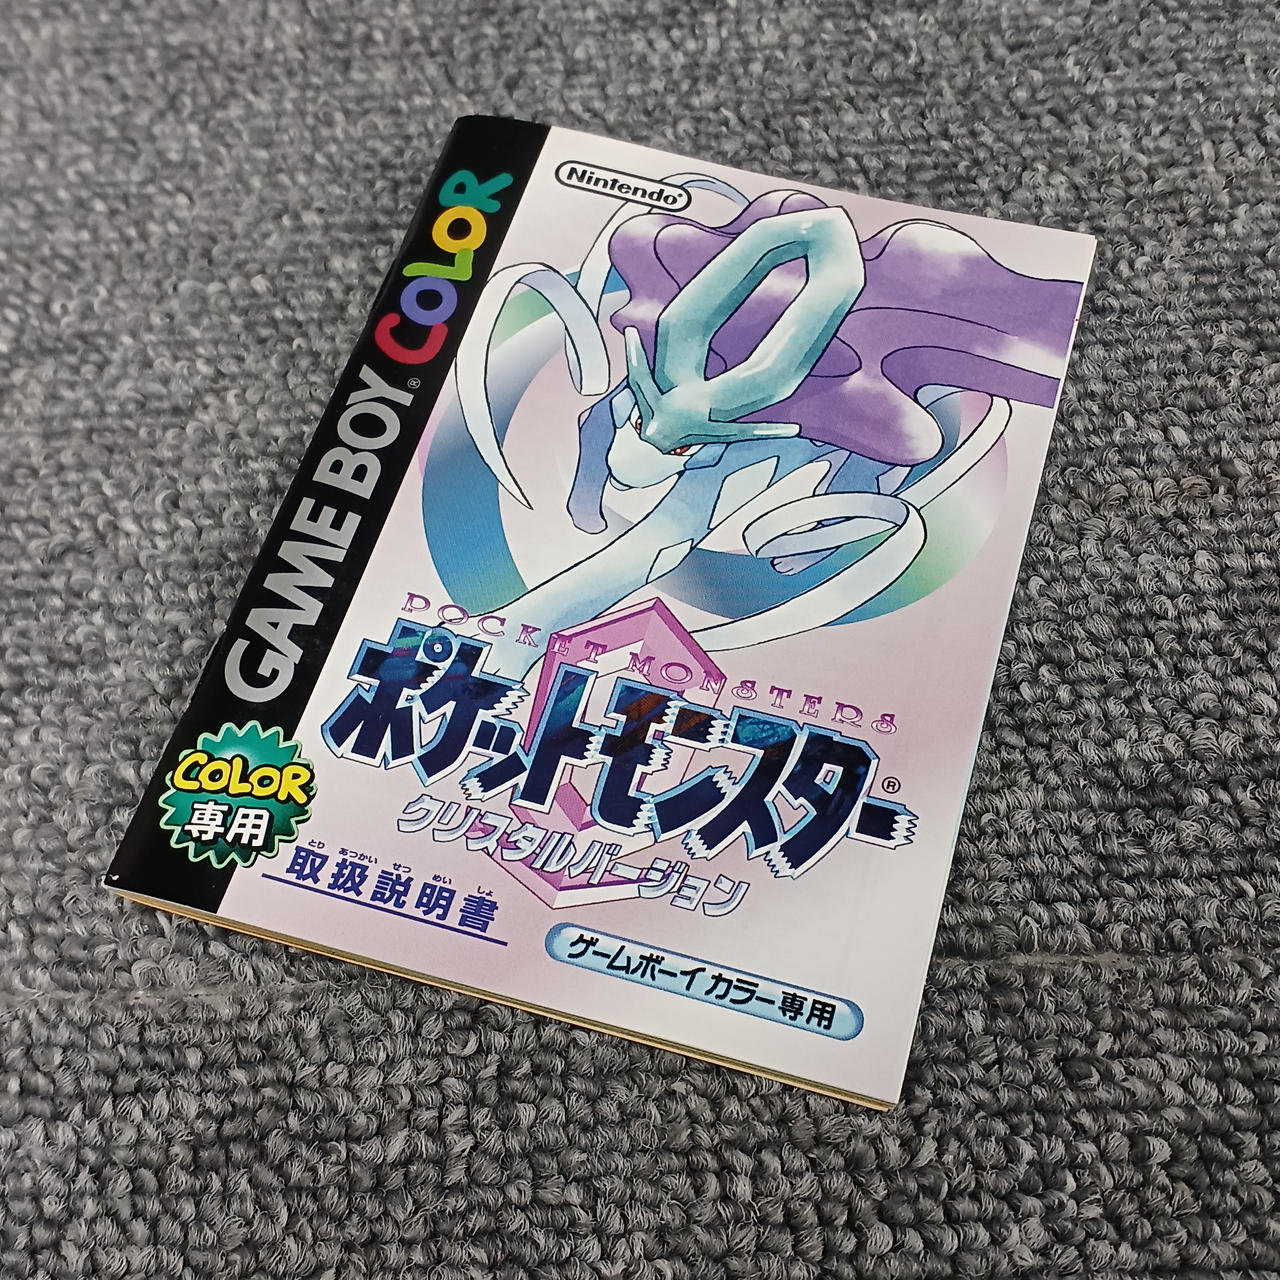 Nintendo®
GAME BOY® COLOR
POCKET MONSTERS
ポケットモンスター®
クリスタルバージョン
COLOR
専用
とり あつかい せつ めい しょ
取扱説明書
ゲームボーイ カラー専用